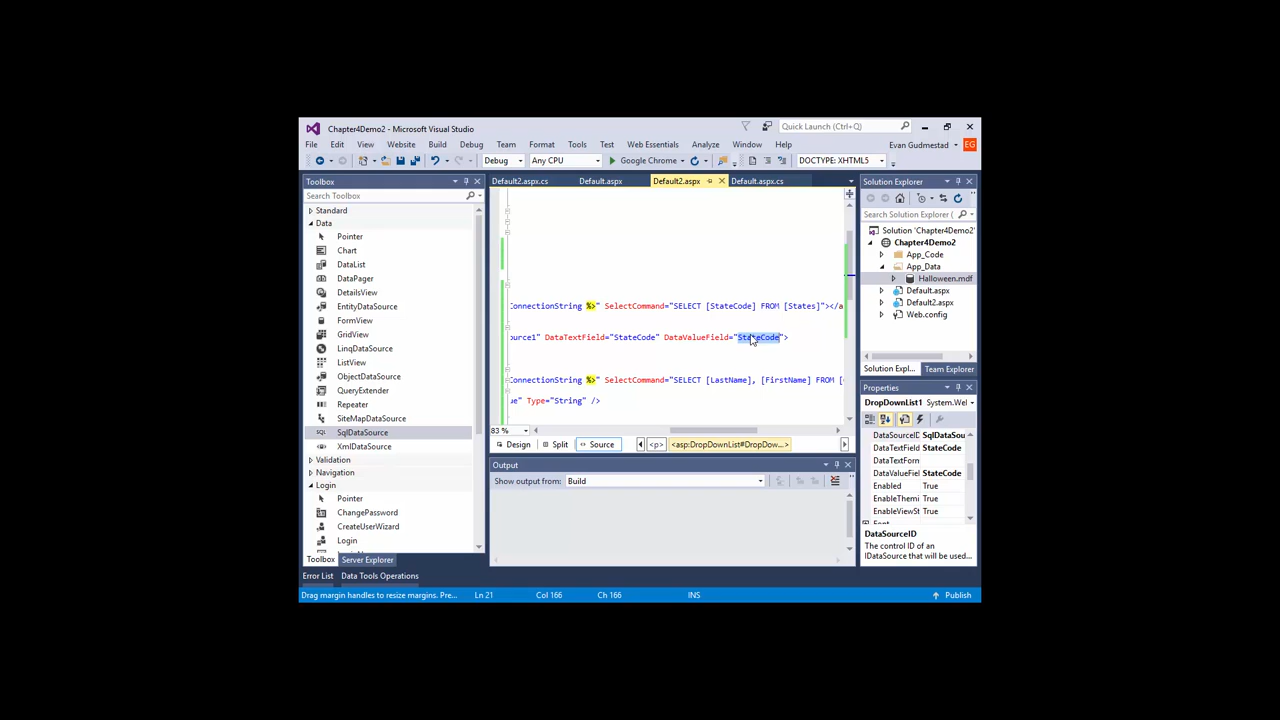 Chapter4Demo2 - Microsoft Visual Studio
Quick Launch (Ctrl+Q)
File Edit View Website Build Debug Team Format Tools Test Web Essentials Analyze Window Help
Evan Gudmestad EG
Debug Any CPU Google Chrome DOCTYPE: XHTML5
Toolbox
Search Toolbox
Standard
Data
Pointer
Chart
DataList
DataPager
DetailsView
EntityDataSource
FormView
GridView
LinqDataSource
ListView
ObjectDataSource
QueryExtender
Repeater
SiteMapDataSource
SqlDataSource
XmlDataSource
Validation
Navigation
Login
Pointer
ChangePassword
CreateUserWizard
Login
Toolbox Server Explorer
Default2.aspx.cs Default.aspx Default2.aspx Default.aspx.cs
ConnectionString %>" SelectCommand="SELECT [StateCode] FROM [States]"></a
ource1" DataTextField="StateCode" DataValueField="StateCode">
ConnectionString %>" SelectCommand="SELECT [LastName], [FirstName] FROM [
ue" Type="String" />
83 %
Design Split Source <p> <asp:DropDownList#DropDow...>
Output
Show output from: Build
Solution Explorer
Search Solution Explorer (
Solution 'Chapter4Demo2'
Chapter4Demo2
App_Code
App_Data
Halloween.mdf
Default.aspx
Default2.aspx
Web.config
Solution Expl... Team Explorer
Properties
DropDownList1 System.Wel
DataSourceID SqlDataSou
DataTextField StateCode
DataTextForn
DataValueFiel StateCode
Enabled True
EnableThemi True
EnableViewSt True
Font
DataSourceID
The control ID of an
IDataSource that will be used...
Error List Data Tools Operations
Drag margin handles to resize margins. Pre... Ln 21 Col 166 Ch 166 INS Publish